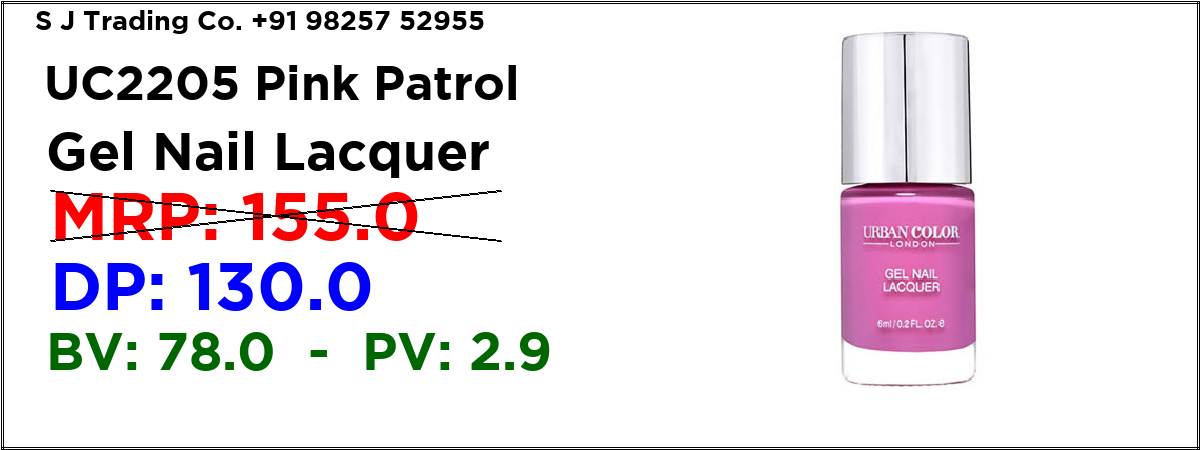 S J Trading Co. +91 98257 52955
UC2205 Pink Patrol
Gel Nail Lacquer
MRP: 155.0
DP: 130.0
BV: 78.0 - PV: 2.9
URBAN COLOR
LONDON
GEL NAIL
LACQUER
6ml / 0.2 FL. OZ. e